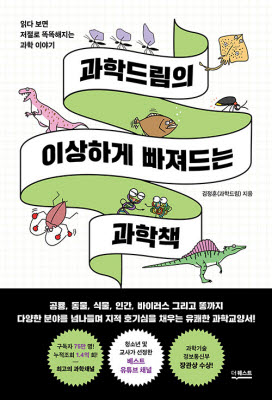 읽다 보면
저절로 똑똑해지는
과학 이야기
과학드림의
이상하게 빠져드는
김정훈(과학드림) 지음
과학책
공룡, 동물, 식물, 인간, 바이러스 그리고 똥까지
다양한 분야를 넘나들며 지적 호기심을 채우는 유쾌한 과학교양서!
구독자 75만 명!
누적조회 1.4억 회!
최고의 과학채널
청소년 및
교사가 선정한
베스트
유튜브 채널
과학기술
정보통신부
장관상 수상!
더퀘스트